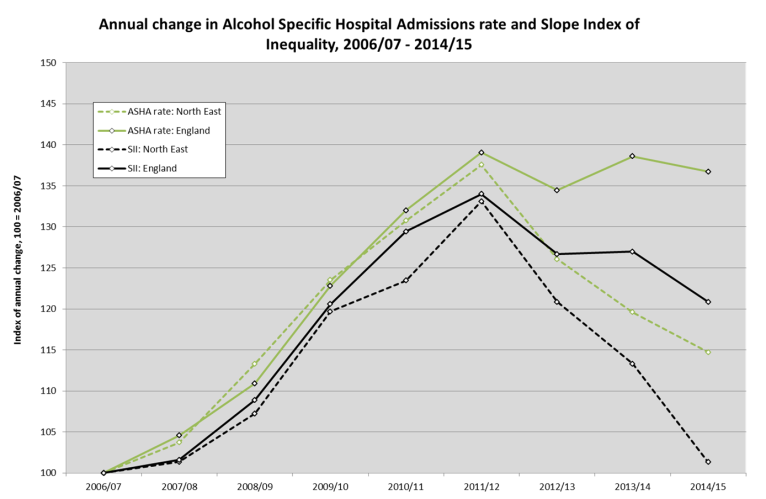 Annual change in Alcohol Specific Hospital Admissions rate and Slope Index of
Inequality, 2006/07 - 2014/15
150
145
140
135
130
125
120
115
110
105
100
Index of annual change, 100 = 2006/07
ASHA rate: North East
ASHA rate: England
SII: North East
SII: England
2006/07 2007/08 2008/09 2009/10 2010/11 2011/12 2012/13 2013/14 2014/15